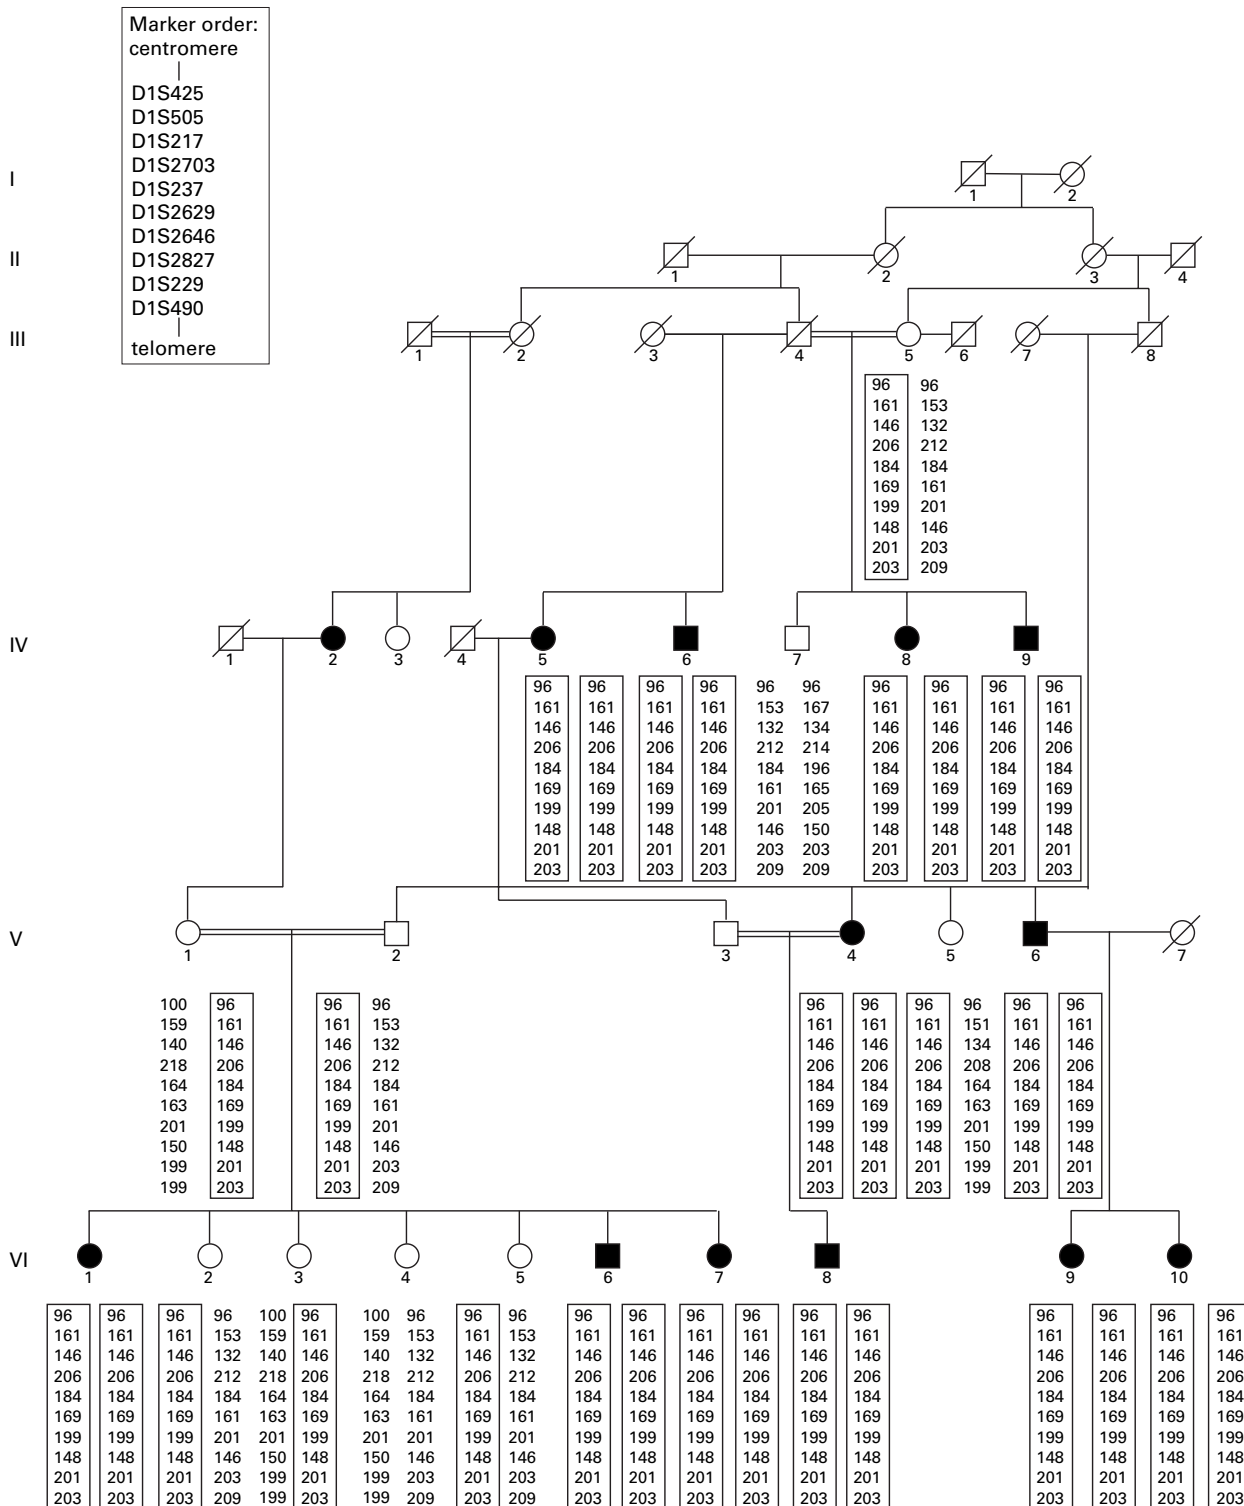 Marker order:
centromere
D1S425
D1S505
D1S217
D1S2703
D1S237
D1S2629
D1S2646
D1S2827
D1S229
D1S490
telomere
I
1 2
II
1 2 3 4
III
1 2 3 4 5 6 7 8
96 96
161 153
146 132
206 212
184 184
169 161
199 201
148 146
201 203
203 209
IV
1 2 3 4 5 6 7 8 9
96 96 96 96 96 96 96 96 96 96
161 161 161 161 153 167 161 161 161 161
146 146 146 146 132 134 146 146 146 146
206 206 206 206 212 214 206 206 206 206
184 184 184 184 184 196 184 184 184 184
169 169 169 169 161 165 169 169 169 169
199 199 199 199 201 205 199 199 199 199
148 148 148 148 146 150 148 148 148 148
201 201 201 201 203 203 201 201 201 201
203 203 203 203 209 209 203 203 203 203
V
1 2 3 4 5 6 7
100 96 96 96 96 96 96 96 96 96
159 161 161 153 161 161 161 151 161 161
140 146 146 132 146 146 146 134 146 146
218 206 206 212 206 206 206 208 206 206
164 184 184 184 184 184 184 164 184 184
163 169 169 161 169 169 169 163 169 169
201 199 199 201 199 199 199 201 199 199
150 148 148 146 148 148 148 150 148 148
199 201 201 203 201 201 201 199 201 201
199 203 203 209 203 203 203 199 203 203
VI
1 2 3 4 5 6 7 8 9 10
96 96 96 96 100 96 100 96 96 96 96 96 96 96 96 96 96 96 96 96
161 161 161 153 159 161 159 153 161 153 161 161 161 161 161 161 161 161 161 161
146 146 146 132 140 146 140 132 146 132 146 146 146 146 146 146 146 146 146 146
206 206 206 212 218 206 218 212 206 212 206 206 206 206 206 206 206 206 206 206
184 184 184 184 164 184 164 184 184 184 184 184 184 184 184 184 184 184 184 184
169 169 169 161 163 169 163 161 169 161 169 169 169 169 169 169 169 169 169 169
199 199 199 201 201 199 201 201 199 201 199 199 199 199 199 199 199 199 199 199
148 148 148 146 150 148 150 146 148 146 148 148 148 148 148 148 148 148 148 148
201 201 201 203 199 201 199 203 201 203 201 201 201 201 201 201 201 201 201 201
203 203 203 209 199 203 199 209 203 209 203 203 203 203 203 203 203 203 203 203